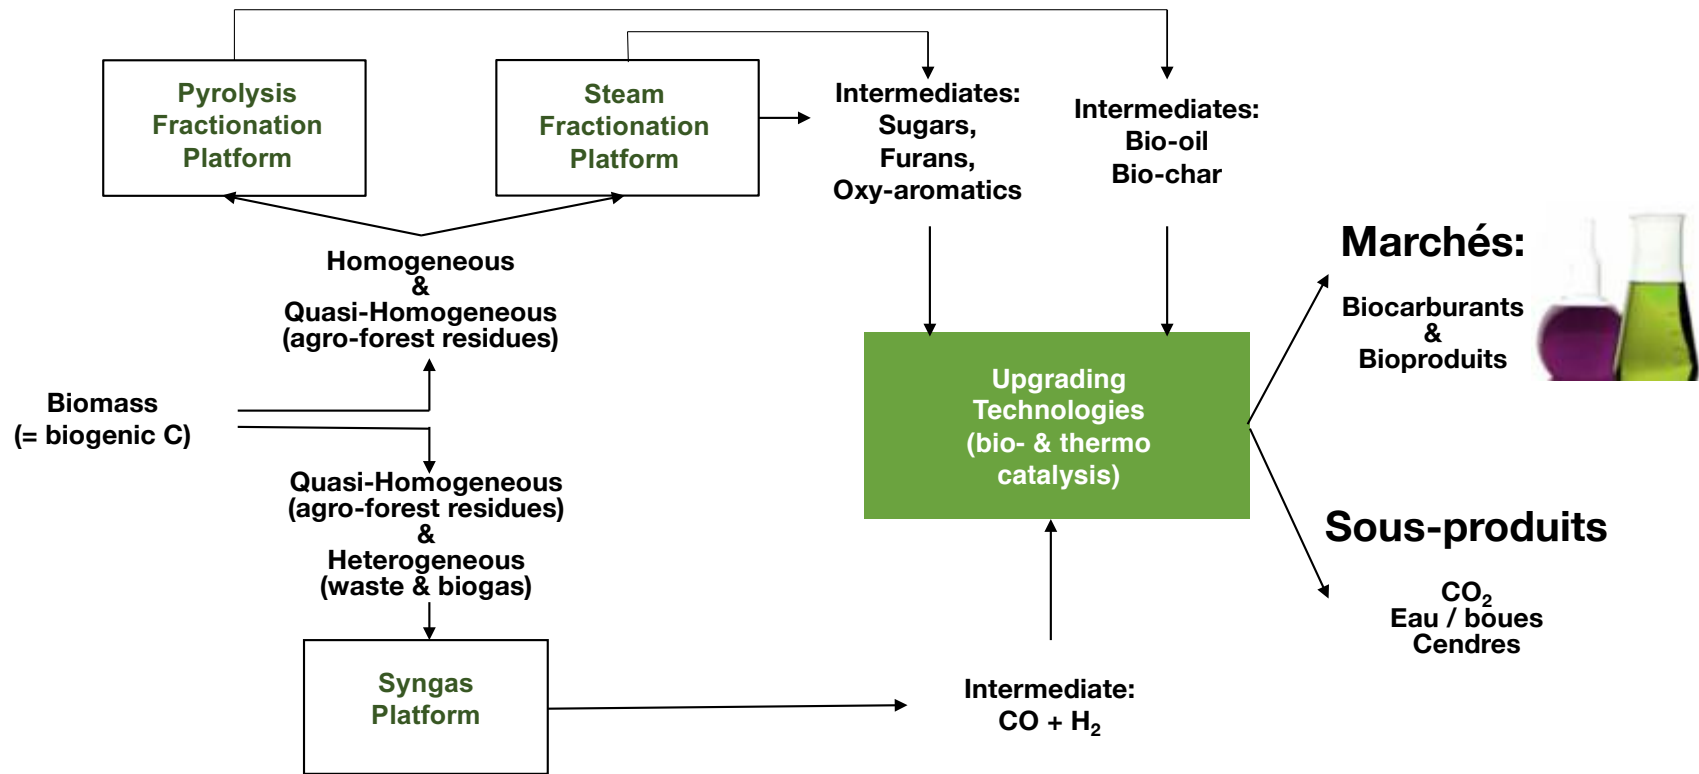 Pyrolysis
Fractionation
Platform
Steam
Fractionation
Platform
Intermediates:
Sugars,
Furans,
Oxy-aromatics
Intermediates:
Bio-oil
Bio-char
Homogeneous
&
Quasi-Homogeneous
(agro-forest residues)
Biomass
(= biogenic C)
Quasi-Homogeneous
(agro-forest residues)
&
Heterogeneous
(waste & biogas)
Syngas
Platform
Intermediate:
CO + H₂
Upgrading
Technologies
(bio- & thermo
catalysis)
Marchés:
Biocarburants
&
Bioproduits
Sous-produits
CO₂
Eau / boues
Cendres